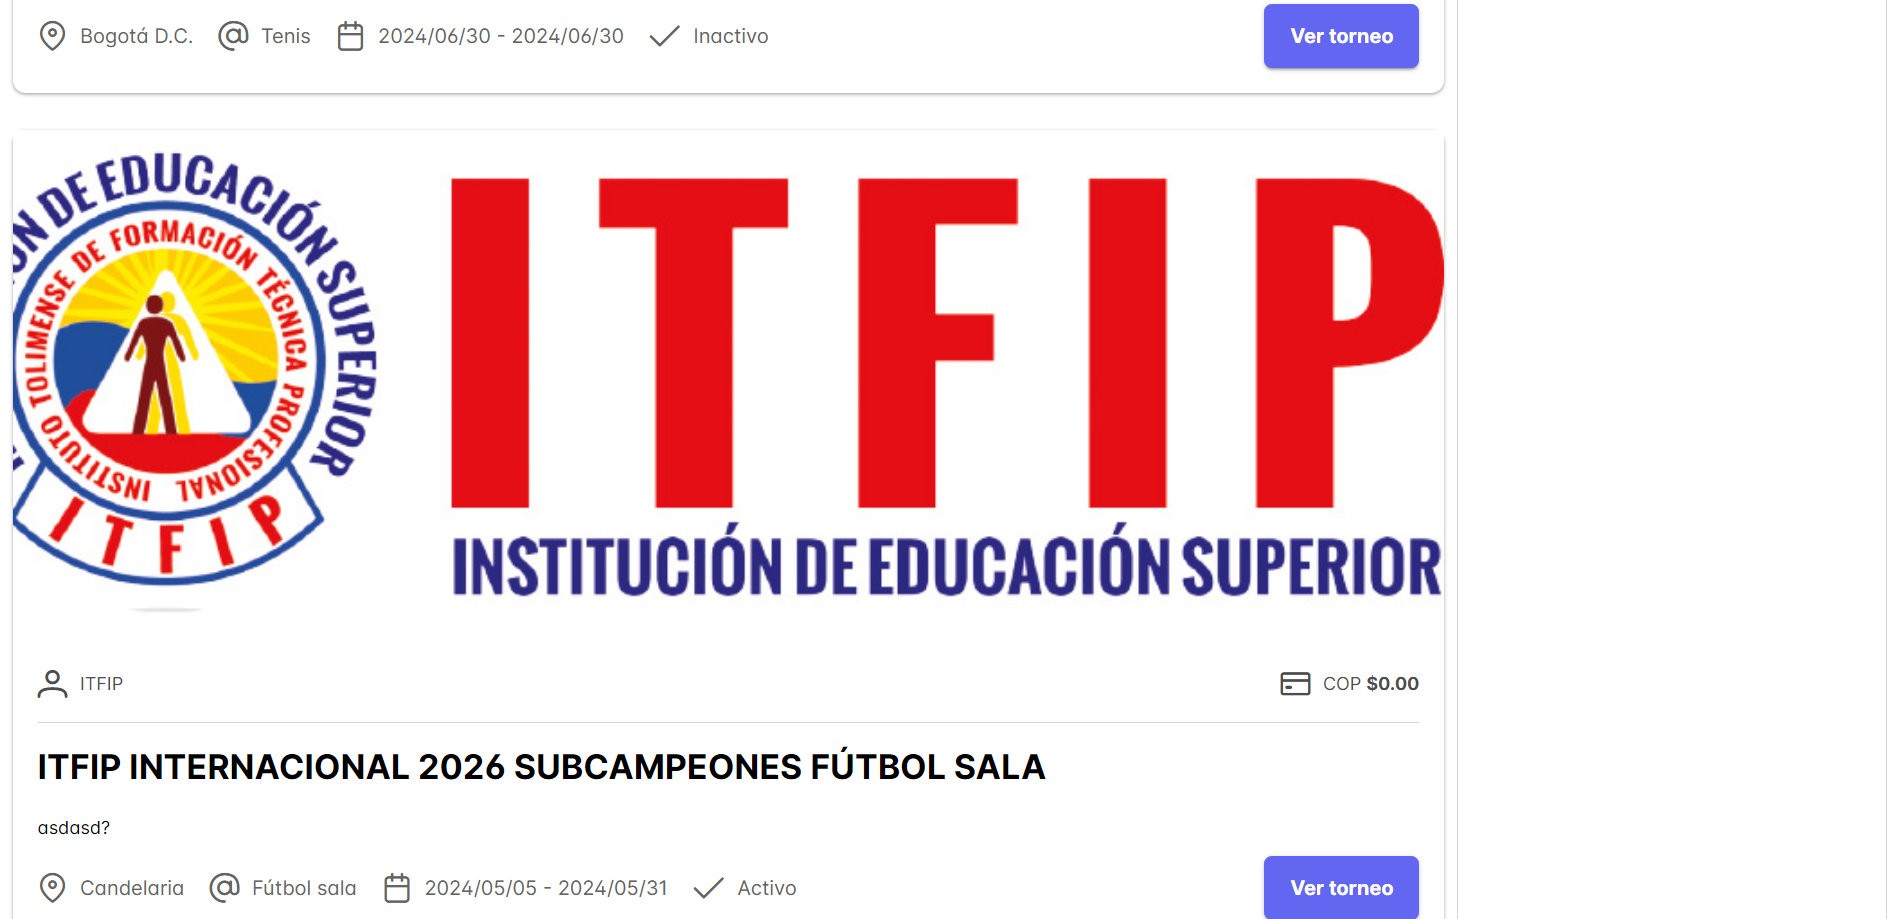 Bogotá D.C. Tenis 2024/06/30 - 2024/06/30 Inactivo Ver torneo
ÓN DE EDUCACIÓN SUPERIOR
INSTITUTO TOLIMENSE DE FORMACIÓN TÉCNICA PROFESIONAL
ITFIP
ITFIP
INSTITUCIÓN DE EDUCACIÓN SUPERIOR
ITFIP COP $0.00
ITFIP INTERNACIONAL 2026 SUBCAMPEONES FÚTBOL SALA
asdasd?
Candelaria Fútbol sala 2024/05/05 - 2024/05/31 Activo Ver torneo